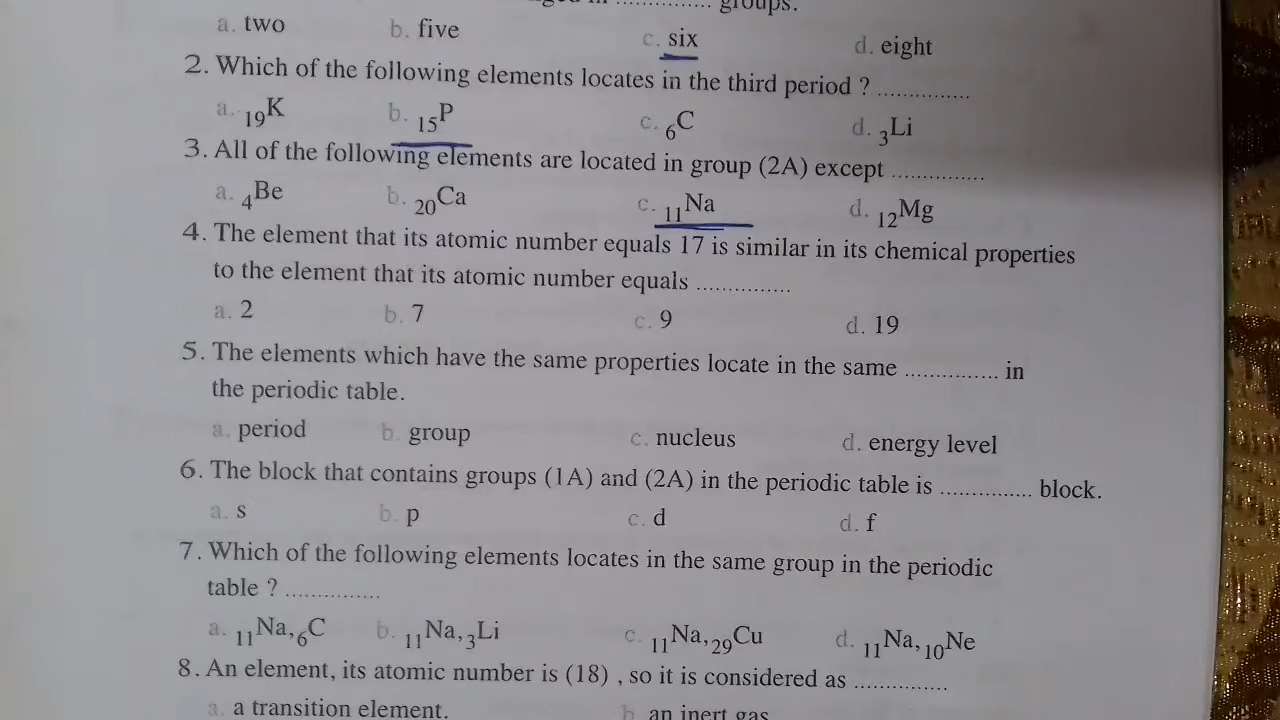 ............... groups.
a. two b. five c. six d. eight
2. Which of the following elements locates in the third period ? ...............
a. 19K b. 15P c. 6C d. 3Li
3. All of the following elements are located in group (2A) except ...............
a. 4Be b. 20Ca c. 11Na d. 12Mg
4. The element that its atomic number equals 17 is similar in its chemical properties
to the element that its atomic number equals ...............
a. 2 b. 7 c. 9 d. 19
5. The elements which have the same properties locate in the same ............... in
the periodic table.
a. period b. group c. nucleus d. energy level
6. The block that contains groups (1A) and (2A) in the periodic table is ............... block.
a. s b. p c. d d. f
7. Which of the following elements locates in the same group in the periodic
table ? ...............
a. 11Na, 6C b. 11Na, 3Li c. 11Na, 29Cu d. 11Na, 10Ne
8. An element, its atomic number is (18) , so it is considered as ...............
a. a transition element. b. an inert gas